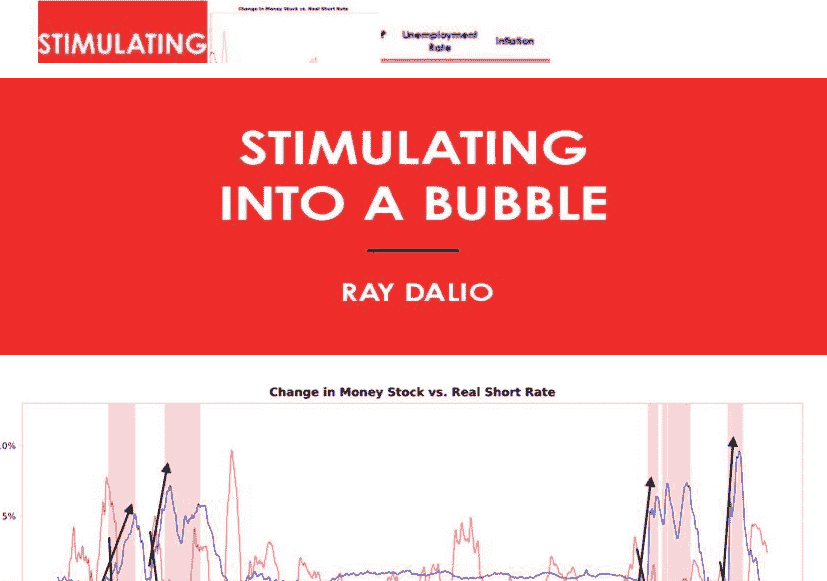 STIMULATING
Change in Money Stock vs. Real Short Rate
Unemployment
Rate
Inflation
STIMULATING
INTO A BUBBLE
RAY DALIO
Change in Money Stock vs. Real Short Rate
0%
5%